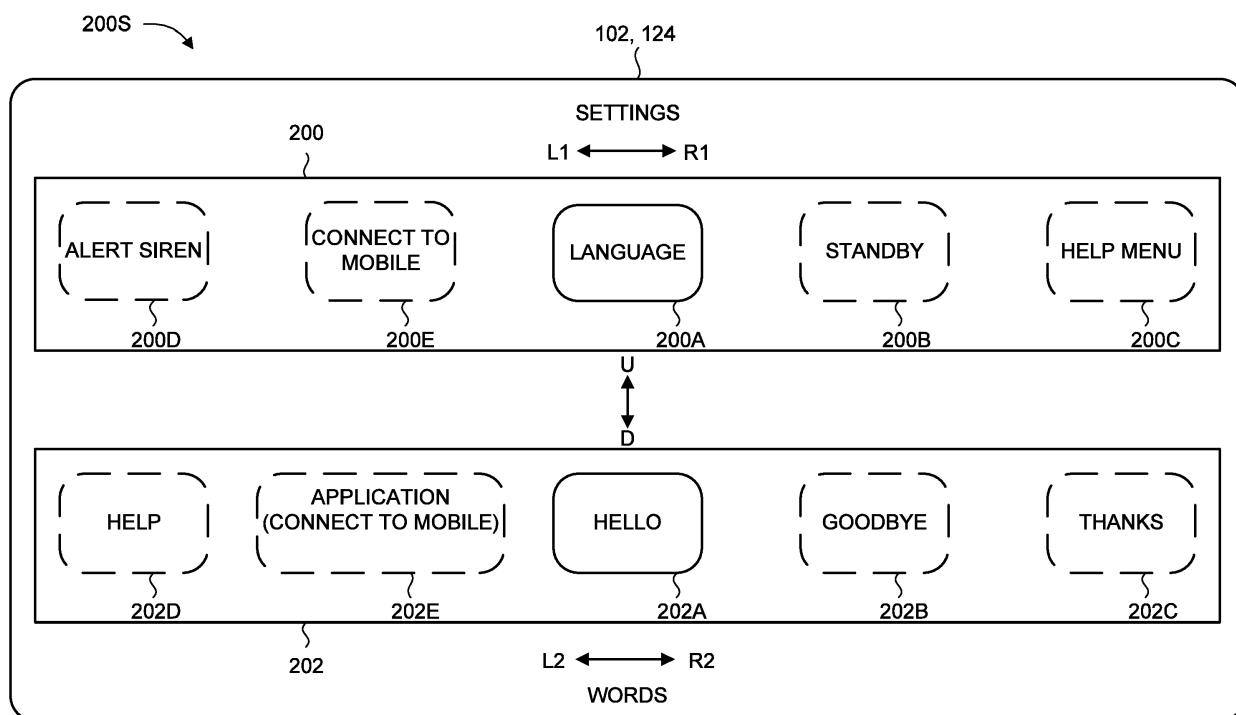 200S
102, 124
SETTINGS
200
L1 R1
ALERT SIREN
CONNECT TO
MOBILE
LANGUAGE
STANDBY
HELP MENU
200D
200E
200A
200B
200C
U
D
HELP
APPLICATION
(CONNECT TO MOBILE)
HELLO
GOODBYE
THANKS
202D
202E
202A
202B
202C
202
L2 R2
WORDS